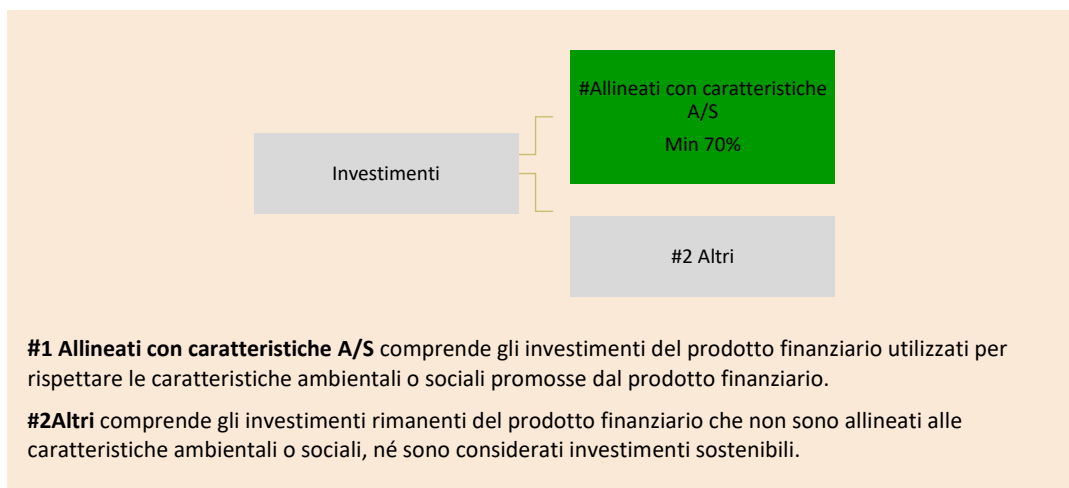 #Allineati con caratteristiche
A/S
Min 70%
Investimenti
#2 Altri
#1 Allineati con caratteristiche A/S comprende gli investimenti del prodotto finanziario utilizzati per
rispettare le caratteristiche ambientali o sociali promosse dal prodotto finanziario.
#2Altri comprende gli investimenti rimanenti del prodotto finanziario che non sono allineati alle
caratteristiche ambientali o sociali, né sono considerati investimenti sostenibili.